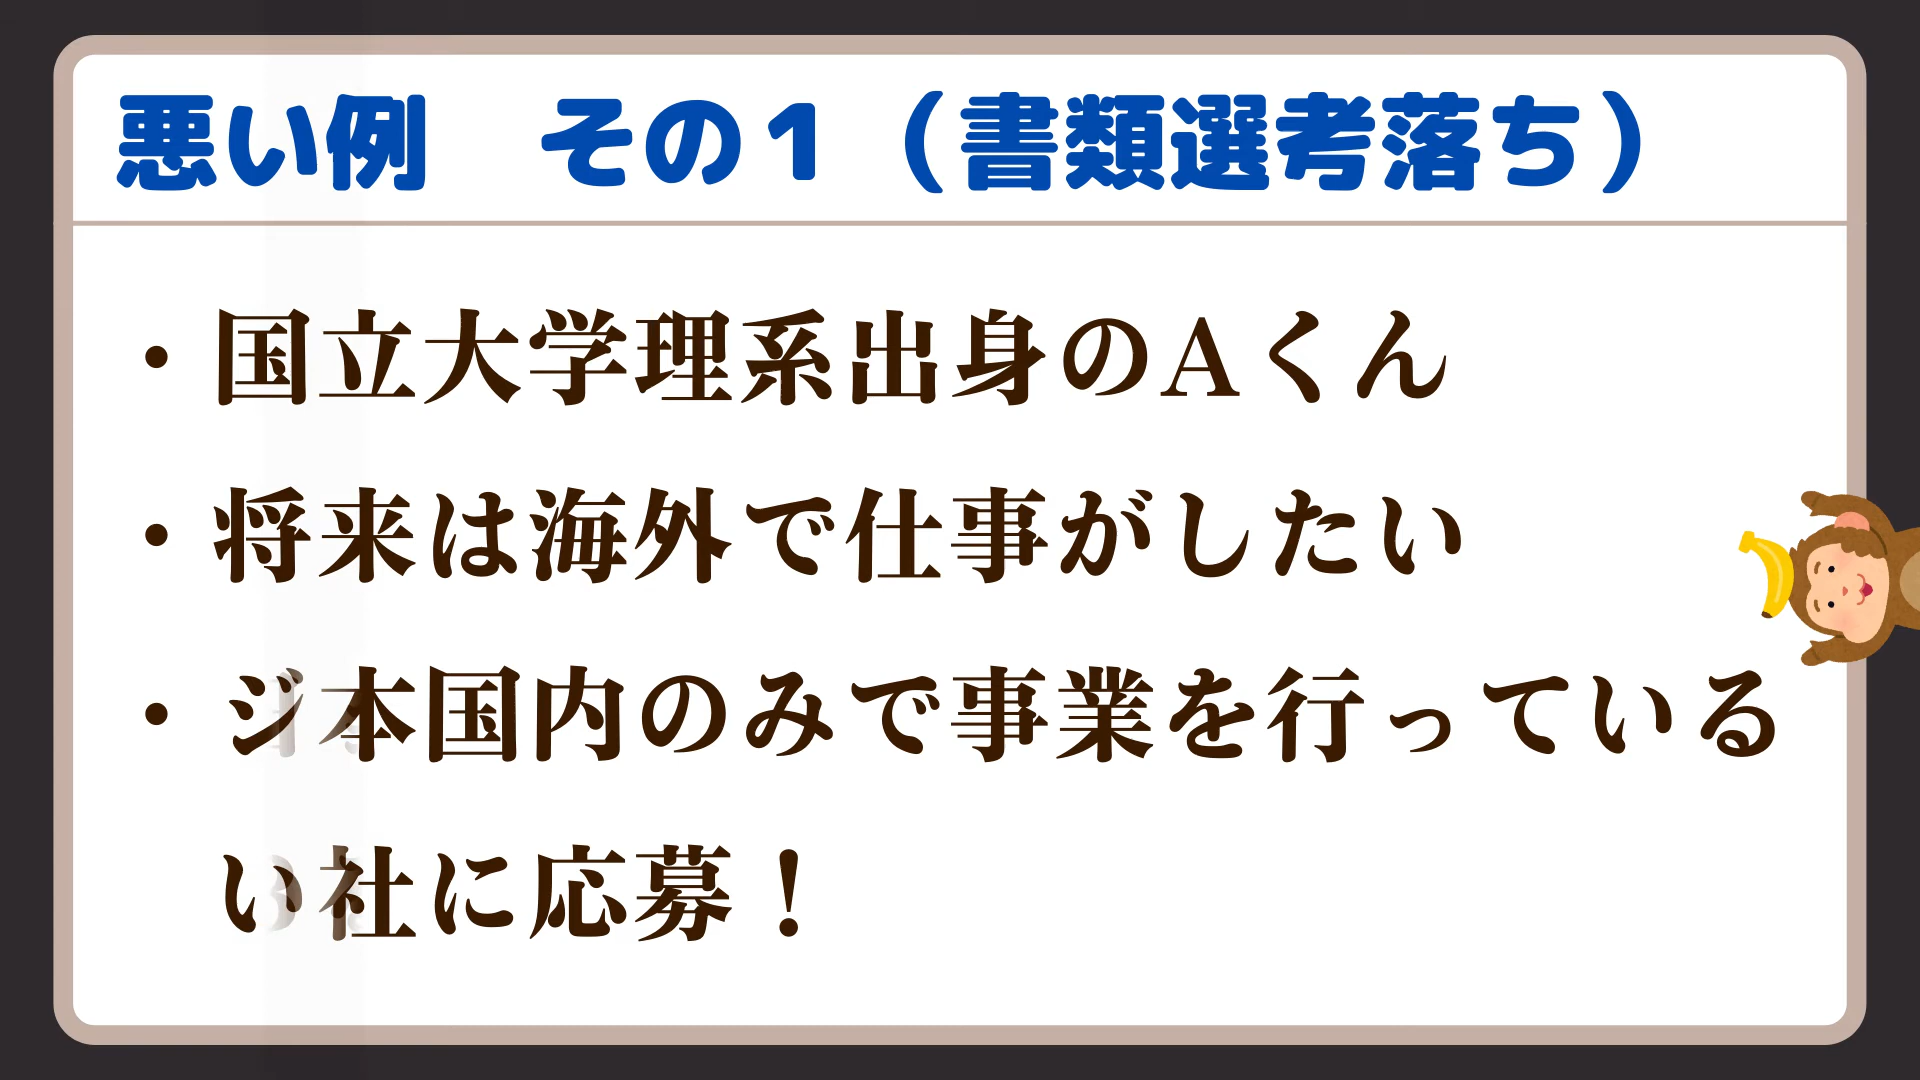 悪い例　その１（書類選考落ち）
・国立大学理系出身のＡくん
・将来は海外で仕事がしたい
・ジ本国内のみで事業を行っている
い社に応募！